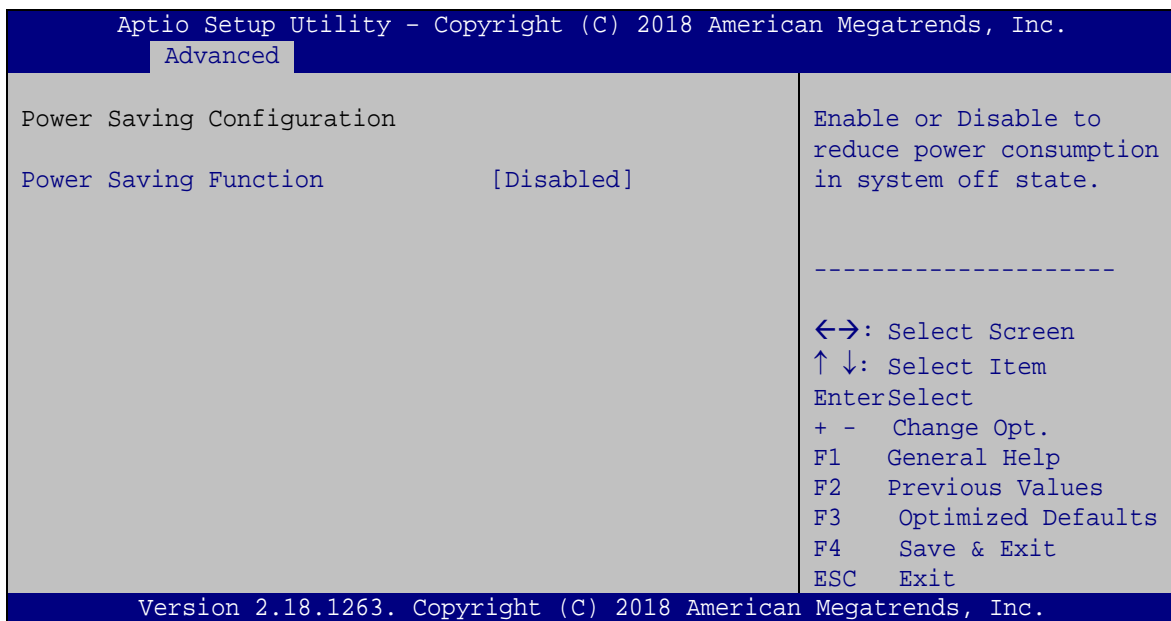 Aptio Setup Utility – Copyright (C) 2018 American Megatrends, Inc.
Advanced
Power Saving Configuration
Power Saving Function [Disabled]
Enable or Disable to
reduce power consumption
in system off state.
---------------------
←→: Select Screen
↑ ↓: Select Item
EnterSelect
+ - Change Opt.
F1 General Help
F2 Previous Values
F3 Optimized Defaults
F4 Save & Exit
ESC Exit
Version 2.18.1263. Copyright (C) 2018 American Megatrends, Inc.